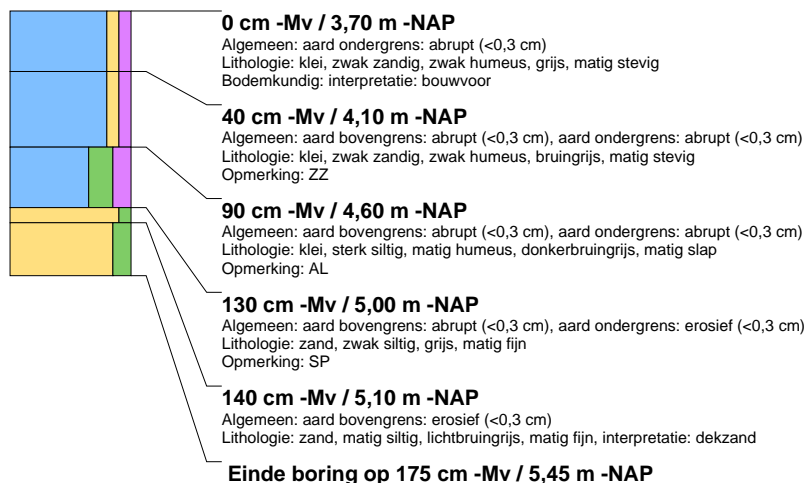 0 cm -Mv / 3,70 m -NAP
Algemeen: aard ondergrens: abrupt (<0,3 cm)
Lithologie: klei, zwak zandig, zwak humeus, grijs, matig stevig
Bodemkundig: interpretatie: bouwvoor
40 cm -Mv / 4,10 m -NAP
Algemeen: aard bovengrens: abrupt (<0,3 cm), aard ondergrens: abrupt (<0,3 cm)
Lithologie: klei, zwak zandig, zwak humeus, bruingrijs, matig stevig
Opmerking: ZZ
90 cm -Mv / 4,60 m -NAP
Algemeen: aard bovengrens: abrupt (<0,3 cm), aard ondergrens: abrupt (<0,3 cm)
Lithologie: klei, sterk siltig, matig humeus, donkerbruingrijs, matig slap
Opmerking: AL
130 cm -Mv / 5,00 m -NAP
Algemeen: aard bovengrens: abrupt (<0,3 cm), aard ondergrens: erosief (<0,3 cm)
Lithologie: zand, zwak siltig, grijs, matig fijn
Opmerking: SP
140 cm -Mv / 5,10 m -NAP
Algemeen: aard bovengrens: erosief (<0,3 cm)
Lithologie: zand, matig siltig, lichtbruingrijs, matig fijn, interpretatie: dekzand
Einde boring op 175 cm -Mv / 5,45 m -NAP